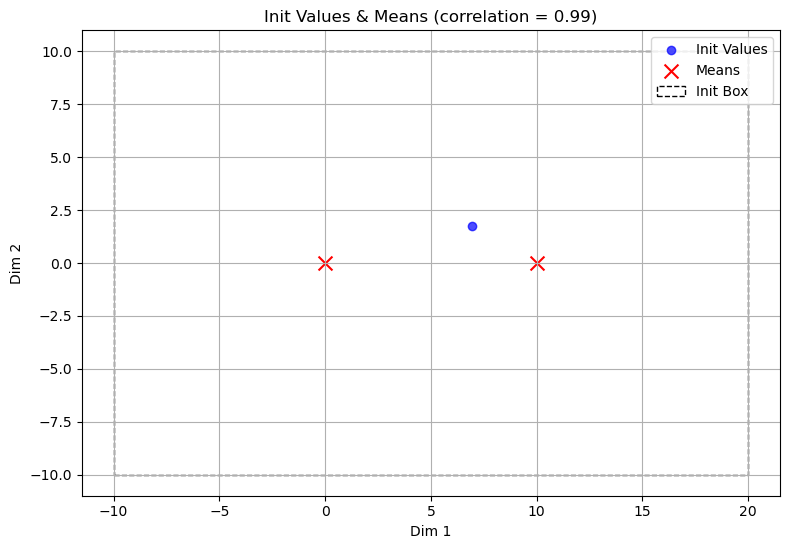 Init Values & Means (correlation = 0.99)
Init Values
Means
Init Box
10.0
7.5
5.0
2.5
0.0
−2.5
−5.0
−7.5
−10.0
Dim 2
−10
−5
0
5
10
15
20
Dim 1